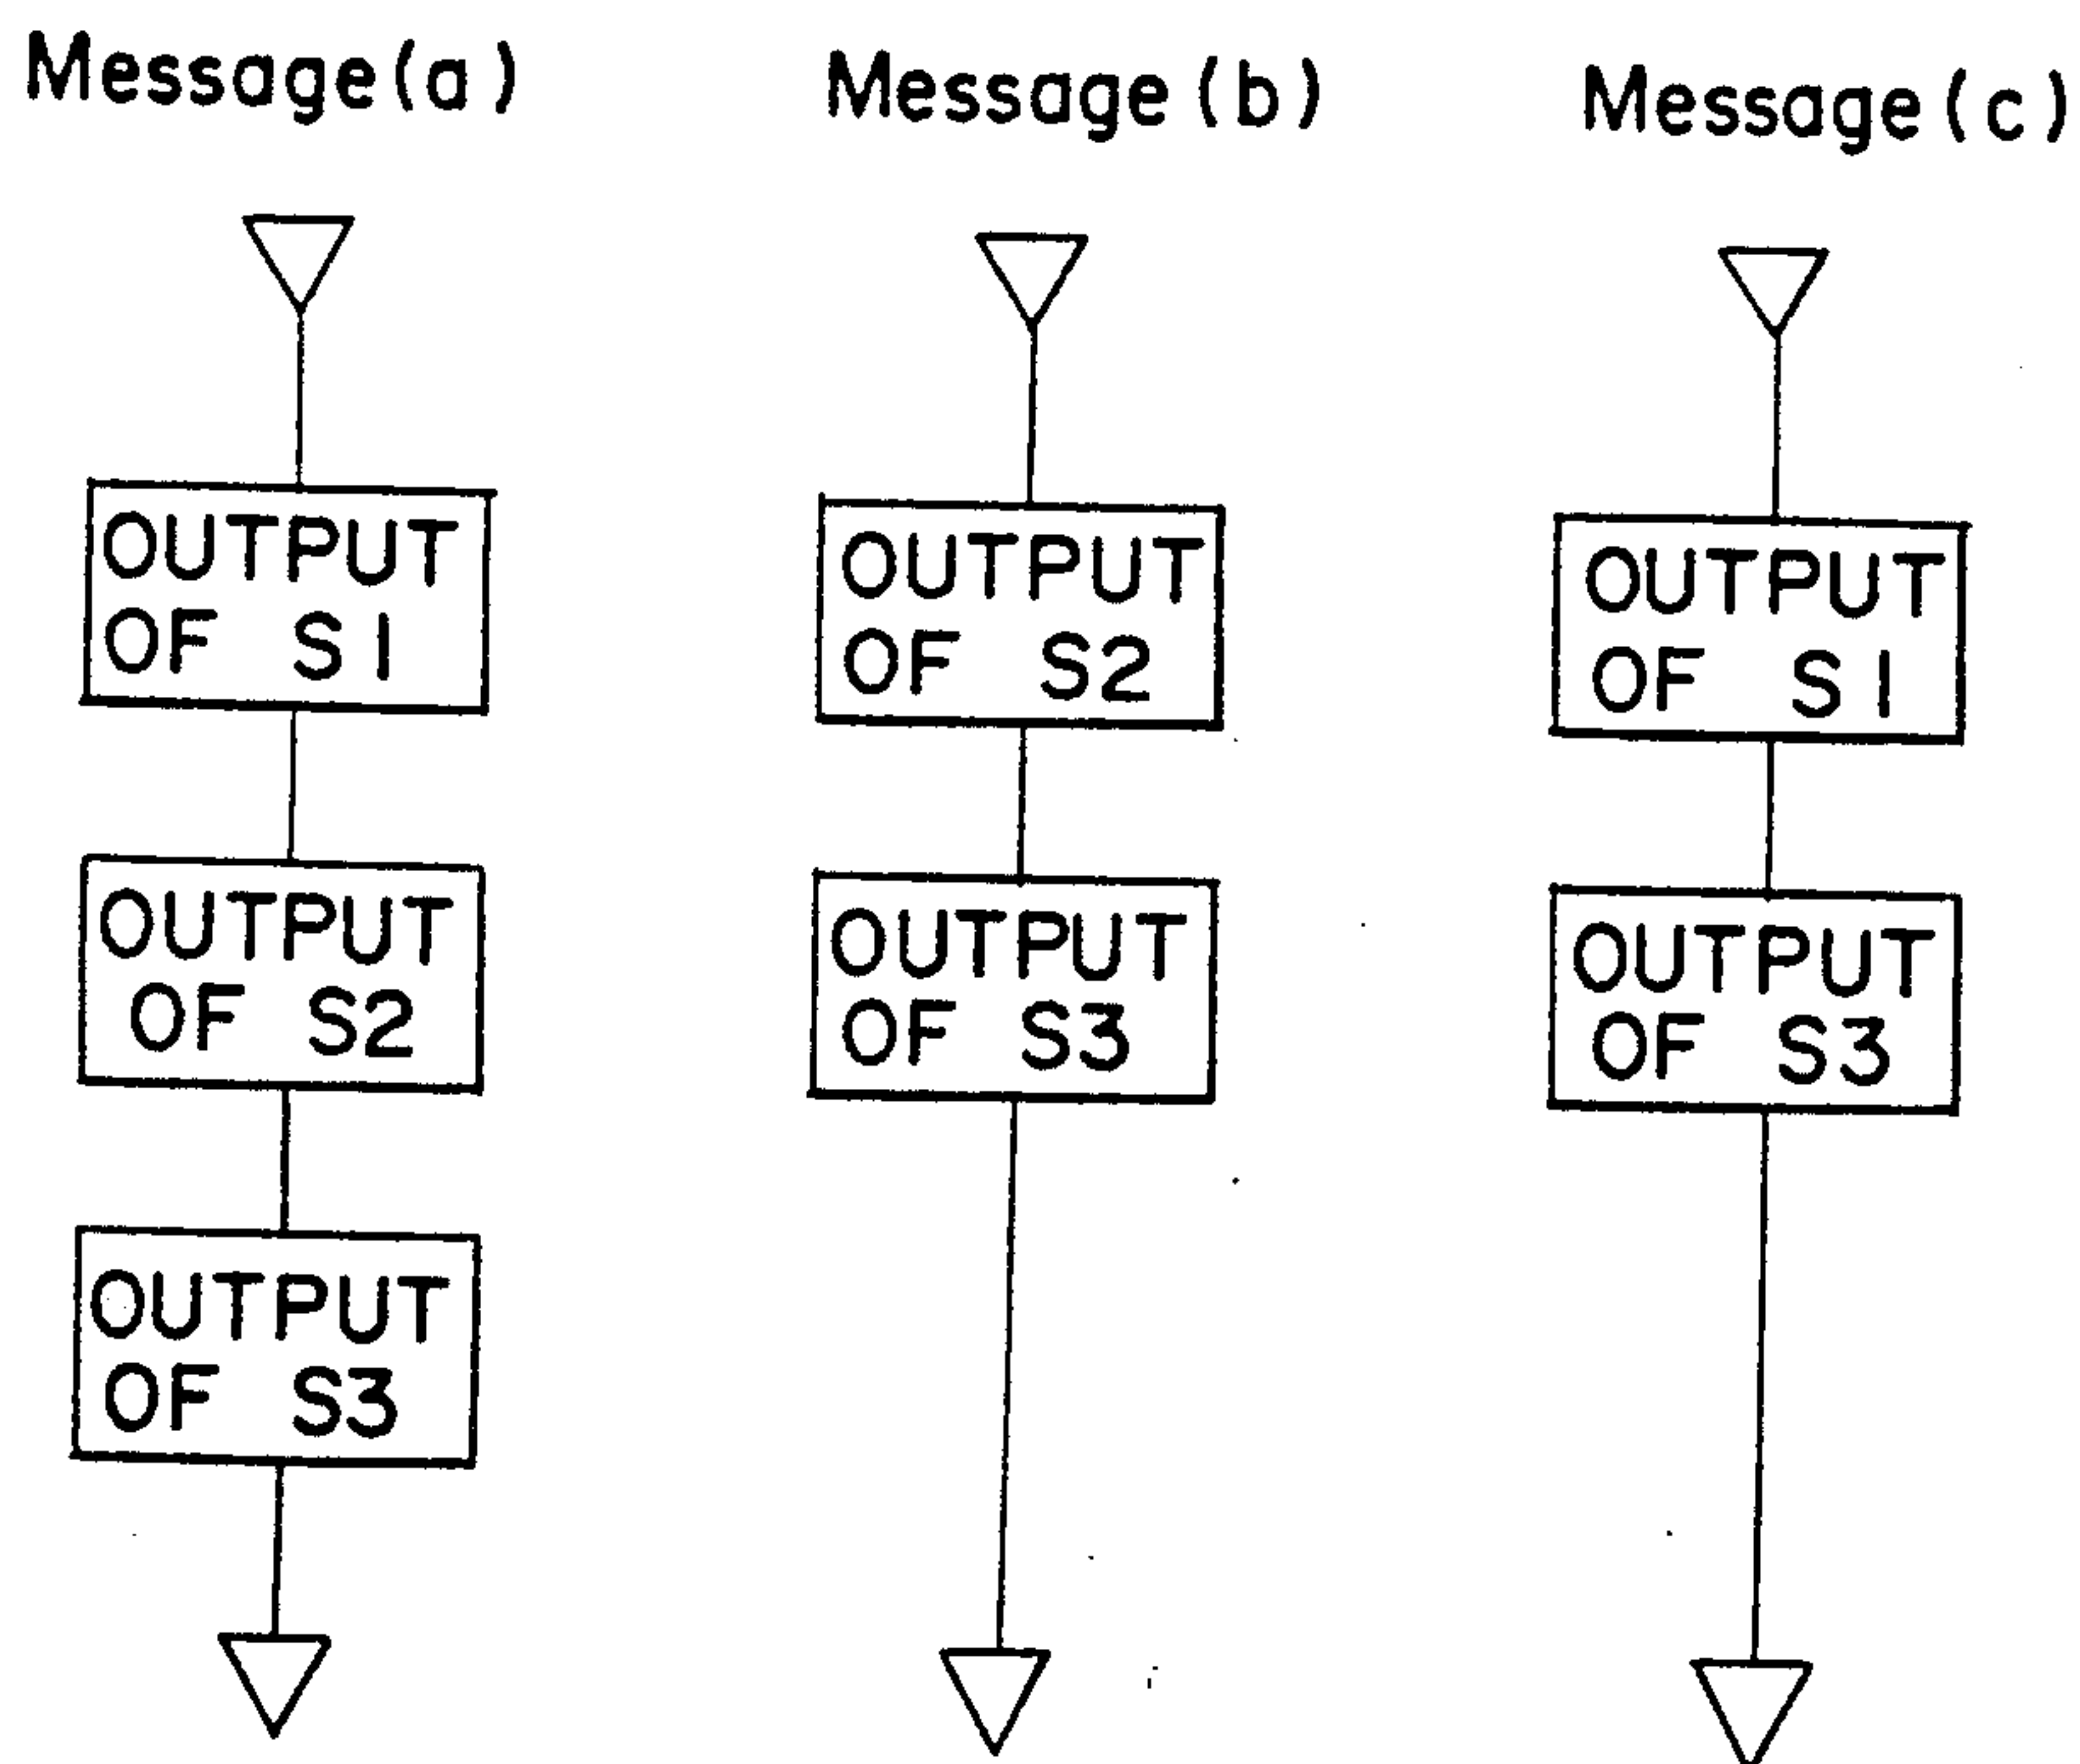 Message(a)
OUTPUT
OF S1
OUTPUT
OF S2
OUTPUT
OF S3
Message(b)
OUTPUT
OF S2
OUTPUT
OF S3
Message(c)
OUTPUT
OF S1
OUTPUT
OF S3